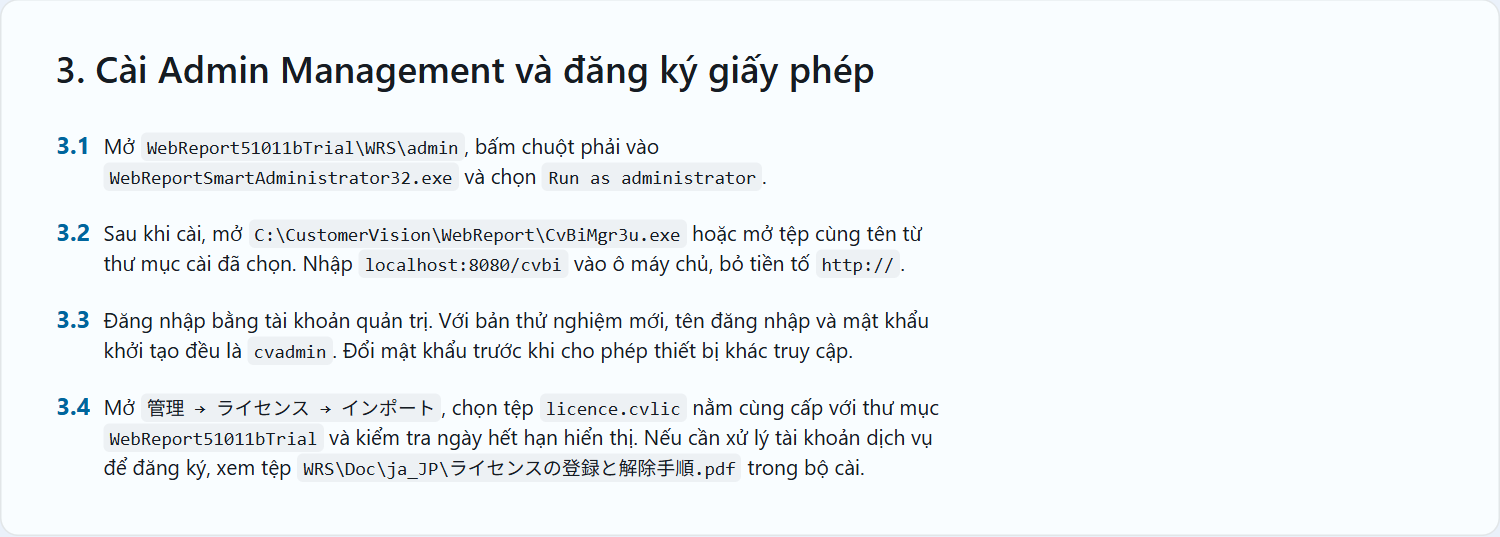 3. Cài Admin Management và đăng ký giấy phép
3.1 Mở WebReport51011bTrial\WRS\admin, bấm chuột phải vào
WebReportSmartAdministrator32.exe và chọn Run as administrator.
3.2 Sau khi cài, mở C:\CustomerVision\WebReport\CvBiMgr3u.exe hoặc mở tệp cùng tên từ
thư mục cài đã chọn. Nhập localhost:8080/cvbi vào ô máy chủ, bỏ tiền tố http://.
3.3 Đăng nhập bằng tài khoản quản trị. Với bản thử nghiệm mới, tên đăng nhập và mật khẩu
khởi tạo đều là cvadmin. Đổi mật khẩu trước khi cho phép thiết bị khác truy cập.
3.4 Mở 管理 → ライセンス → インポート, chọn tệp licence.cvlic nằm cùng cấp với thư mục
WebReport51011bTrial và kiểm tra ngày hết hạn hiển thị. Nếu cần xử lý tài khoản dịch vụ
để đăng ký, xem tệp WRS\Doc\ja_JP\ライセンスの登録と解除手順.pdf trong bộ cài.